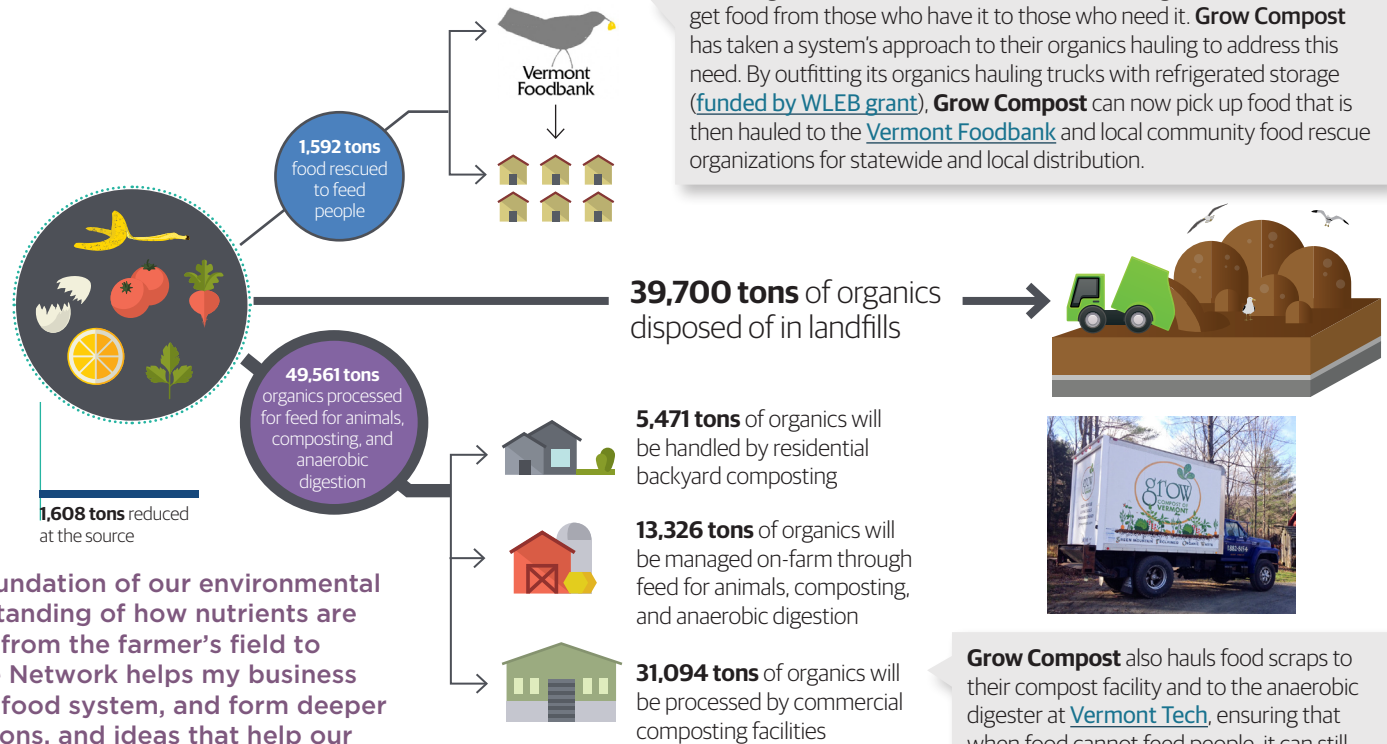 get food from those who have it to those who need it. Grow Compost
has taken a system's approach to their organics hauling to address this
need. By outfitting its organics hauling trucks with refrigerated storage
(funded by WLEB grant), Grow Compost can now pick up food that is
then hauled to the Vermont Foodbank and local community food rescue
organizations for statewide and local distribution.
Vermont
Foodbank
1,592 tons
food rescued
to feed
people
39,700 tons of organics
disposed of in landfills
49,561 tons
organics processed
for feed for animals,
composting, and
anaerobic
digestion
1,608 tons reduced
at the source
5,471 tons of organics will
be handled by residential
backyard composting
13,326 tons of organics will
be managed on-farm through
feed for animals, composting,
and anaerobic digestion
31,094 tons of organics will
be processed by commercial
composting facilities
grow
COMPOST OF
VERMONT
undation of our environmental
tanding of how nutrients are
from the farmer's field to
Network helps my business
food system, and form deeper
ons, and ideas that help our
Grow Compost also hauls food scraps to
their compost facility and to the anaerobic
digester at Vermont Tech, ensuring that
when food cannot feed people, it can still